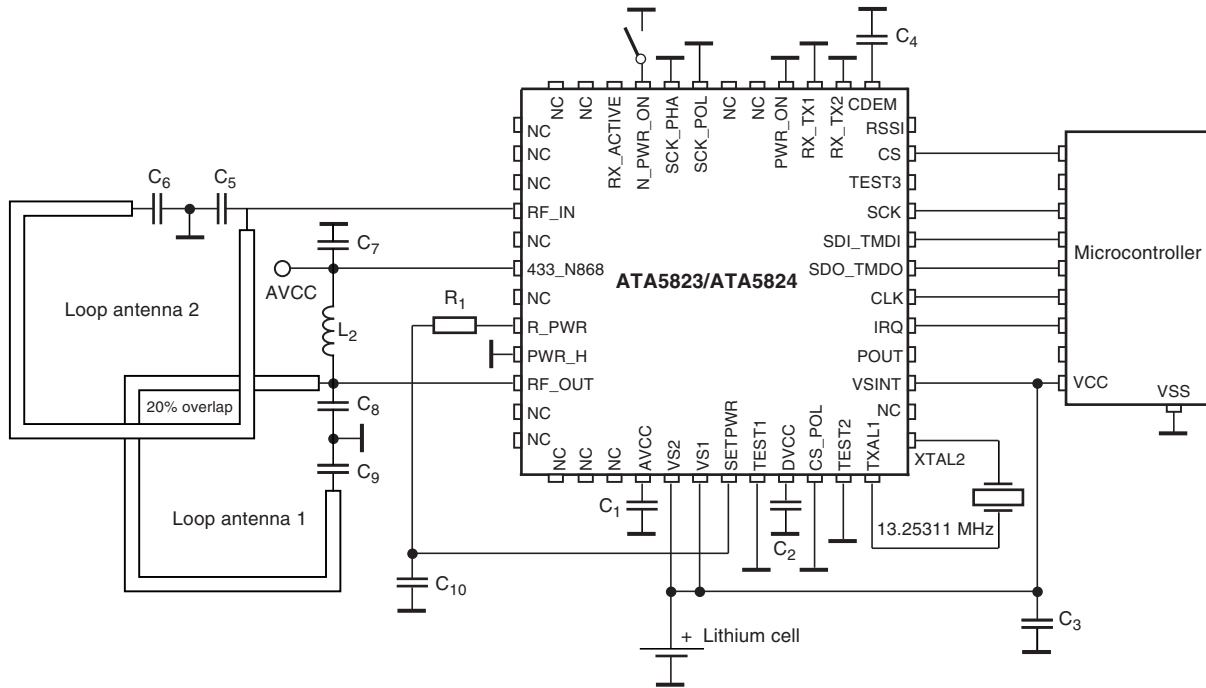 C4
NC
NC
RX_ACTIVE
N_PWR_ON
SCK_PHA
SCK_POL
NC
NC
PWR_ON
RX_TX1
RX_TX2
CDEM
NC
NC
NC
RF_IN
NC
433_N868
NC
R_PWR
PWR_H
RF_OUT
NC
NC
RSSI
CS
TEST3
SCK
SDI_TMDI
SDO_TMDO
CLK
IRQ
POUT
VSINT
NC
XTAL2
ATA5823/ATA5824
NC
NC
NC
AVCC
VS2
VS1
SETPWR
TEST1
DVCC
CS_POL
TEST2
TXAL1
Microcontroller
VCC
VSS
C6
C5
C7
AVCC
Loop antenna 2
R1
L2
20% overlap
C8
C9
Loop antenna 1
C1
C2
13.25311 MHz
C10
C3
+ Lithium cell